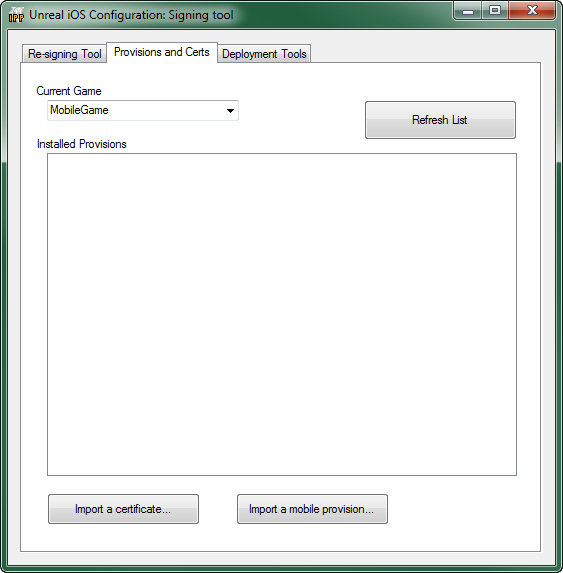 IPP
Unreal iOS Configuration: Signing tool
Re-signing Tool
Provisions and Certs
Deployment Tools
Current Game
MobileGame
Refresh List
Installed Provisions
Import a certificate...
Import a mobile provision...